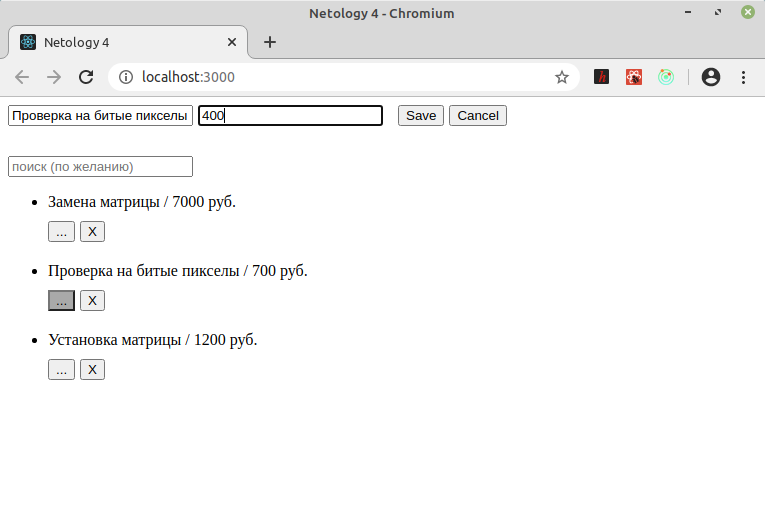 Netology 4 - Chromium
Netology 4
localhost:3000
Проверка на битые пикселы 400 Save Cancel
поиск (по желанию)
Замена матрицы / 7000 руб.
... X
Проверка на битые пикселы / 700 руб.
... X
Установка матрицы / 1200 руб.
... X